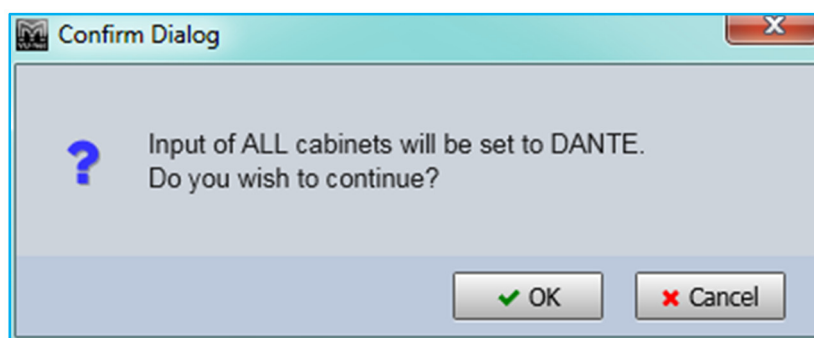 Confirm Dialog
Input of ALL cabinets will be set to DANTE.
Do you wish to continue?
OK
Cancel